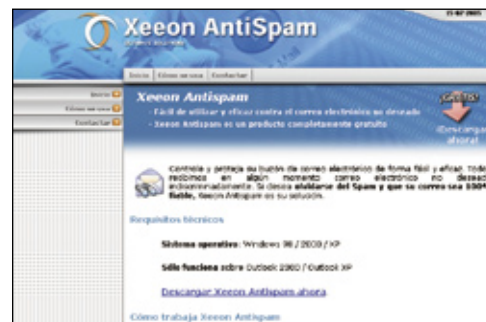 Xeeon AntiSpam
Inicio Cómo se usa Contactar
Inicio
Cómo se usa
Contactar
Xeeon Antispam
- Fácil de utilizar y eficaz contra el correo electrónico no deseado
- Xeeon Antispam es un producto completamente gratuito
¡Descargar
ahora!
Controla y proteja su buzón de correo electrónico de forma fácil y eficaz. Todos
recibimos en algún momento correo electrónico no desead
indiscriminadamente. Si desea olvidarse del Spam y que su correo sea 100%
fiable, Xeeon Antispam es su solución.
Requisitos técnicos
Sistema operativo: Windows 98 / 2000 / XP
Sólo funciona sobre Outlook 2000 / Outlook XP
Descargar Xeeon Antispam ahora
Cómo trabaja Xeeon Antispam